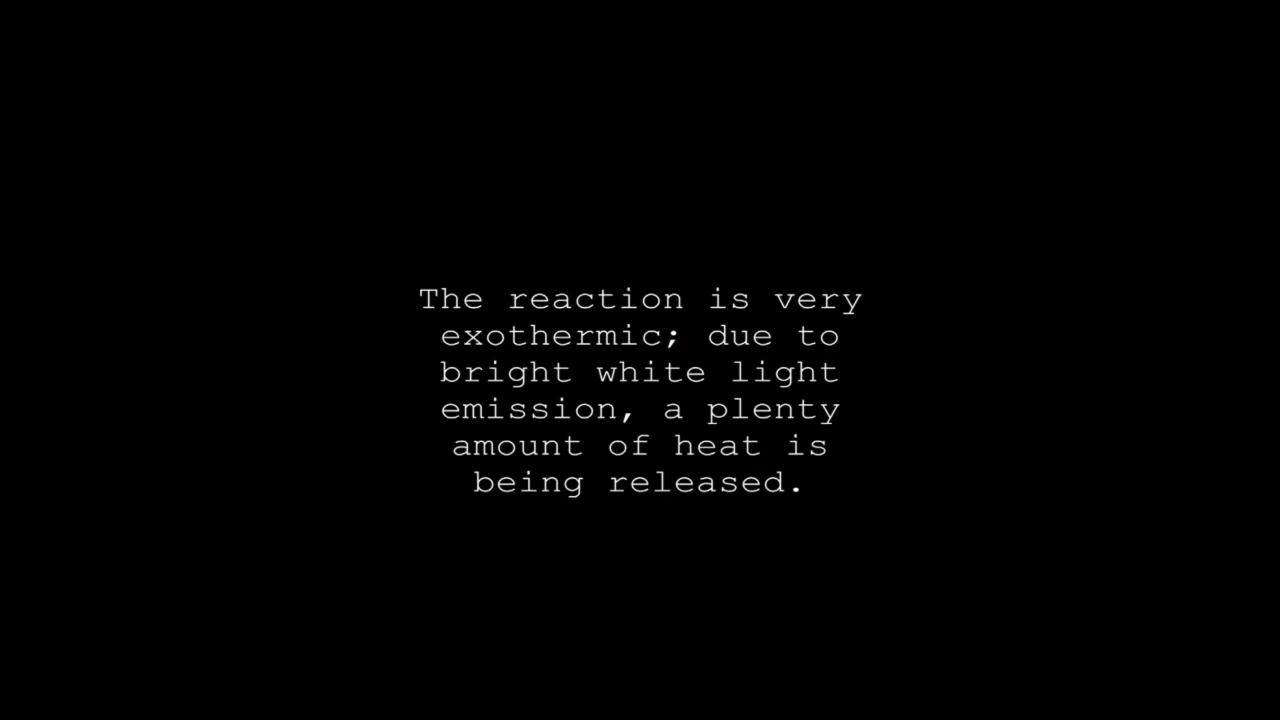 The reaction is very
exothermic; due to
bright white light
emission, a plenty
amount of heat is
being released.